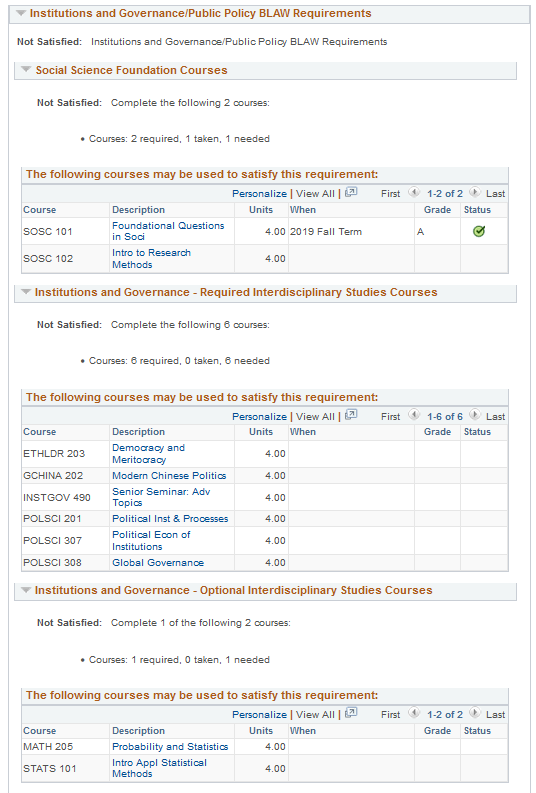 Institutions and Governance/Public Policy BLAW Requirements
Not Satisfied: Institutions and Governance/Public Policy BLAW Requirements
Social Science Foundation Courses
Not Satisfied: Complete the following 2 courses:
• Courses: 2 required, 1 taken, 1 needed
The following courses may be used to satisfy this requirement:
Personalize | View All | First 1-2 of 2 Last
Course Description Units When Grade Status
SOSC 101 Foundational Questions in Soci 4.00 2019 Fall Term A
SOSC 102 Intro to Research Methods 4.00
Institutions and Governance - Required Interdisciplinary Studies Courses
Not Satisfied: Complete the following 6 courses:
• Courses: 6 required, 0 taken, 6 needed
The following courses may be used to satisfy this requirement:
Personalize | View All | First 1-6 of 6 Last
Course Description Units When Grade Status
ETHLDR 203 Democracy and Meritocracy 4.00
GCHINA 202 Modern Chinese Politics 4.00
INSTGOV 490 Senior Seminar: Adv Topics 4.00
POLSCI 201 Political Inst & Processes 4.00
POLSCI 307 Political Econ of Institutions 4.00
POLSCI 308 Global Governance 4.00
Institutions and Governance - Optional Interdisciplinary Studies Courses
Not Satisfied: Complete 1 of the following 2 courses:
• Courses: 1 required, 0 taken, 1 needed
The following courses may be used to satisfy this requirement:
Personalize | View All | First 1-2 of 2 Last
Course Description Units When Grade Status
MATH 205 Probability and Statistics 4.00
STATS 101 Intro Appl Statistical Methods 4.00